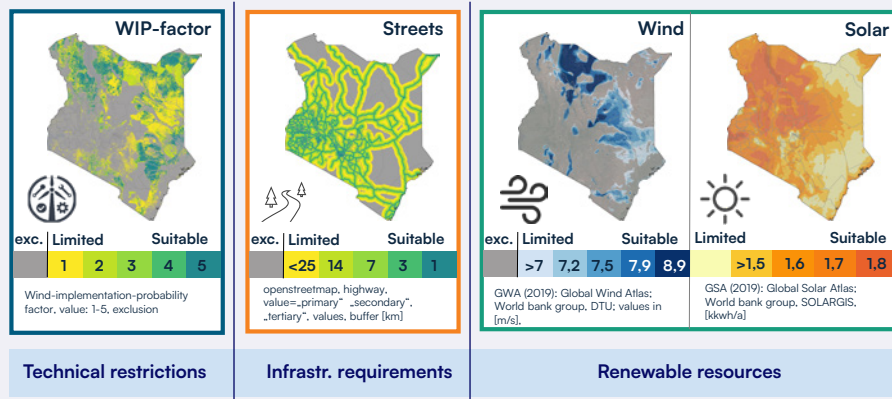 WIP-factor
exc. Limited Suitable
1 2 3 4 5
Wind-implementation-probability
factor, value: 1-5, exclusion
Streets
exc. Limited Suitable
<25 14 7 3 1
openstreetmap, highway,
value=„primary“ „secondary“,
„tertiary“, values, buffer [km]
Wind
exc. Limited Suitable
>7 7,2 7,5 7,9 8,9
GWA (2019): Global Wind Atlas;
World bank group, DTU; values in
[m/s],
Solar
Limited Suitable
>1,5 1,6 1,7 1,8
GSA (2019): Global Solar Atlas;
World bank group, SOLARGIS,
[kkwh/a]
Technical restrictions
Infrastr. requirements
Renewable resources